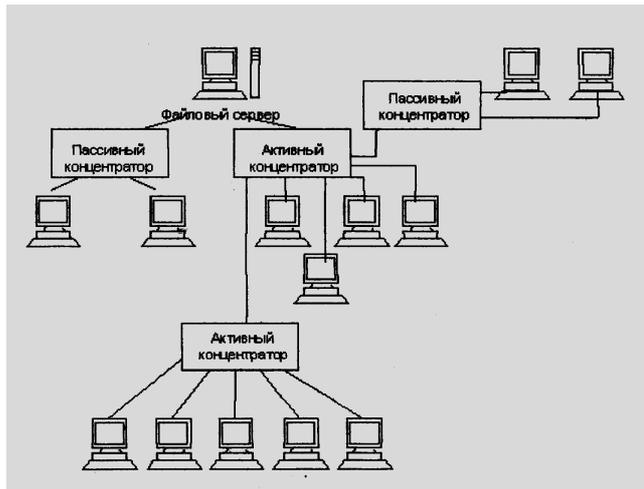 Файловый сервер
Пассивный
концентратор
Пассивный
концентратор
Активный
концентратор
Активный
концентратор